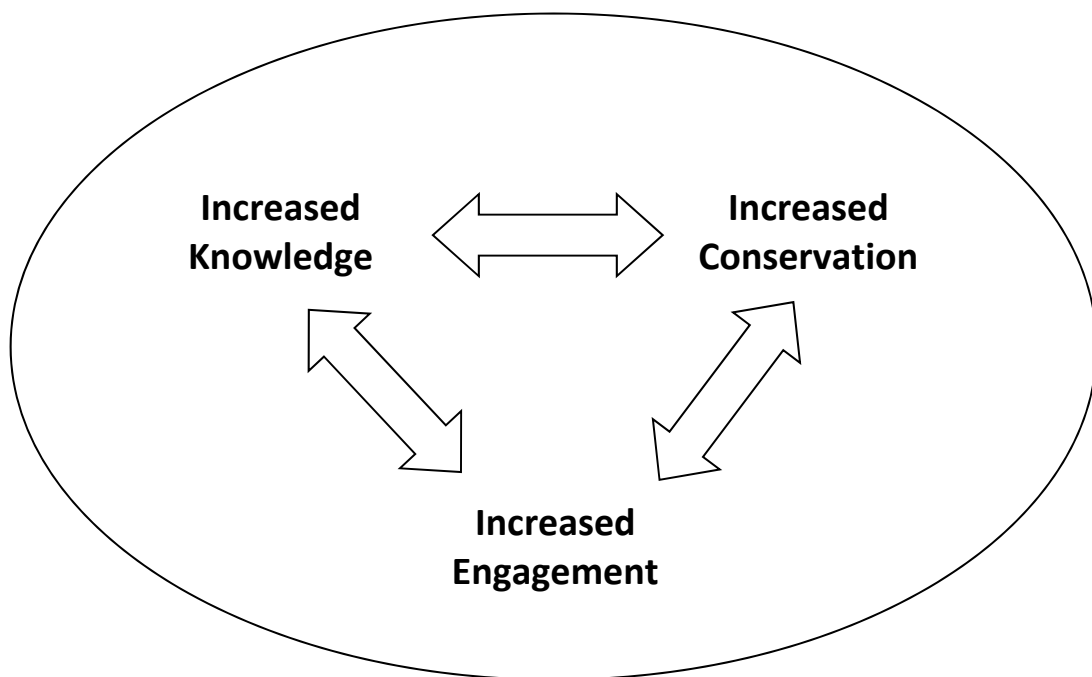 Increased
Knowledge
Increased
Conservation
Increased
Engagement